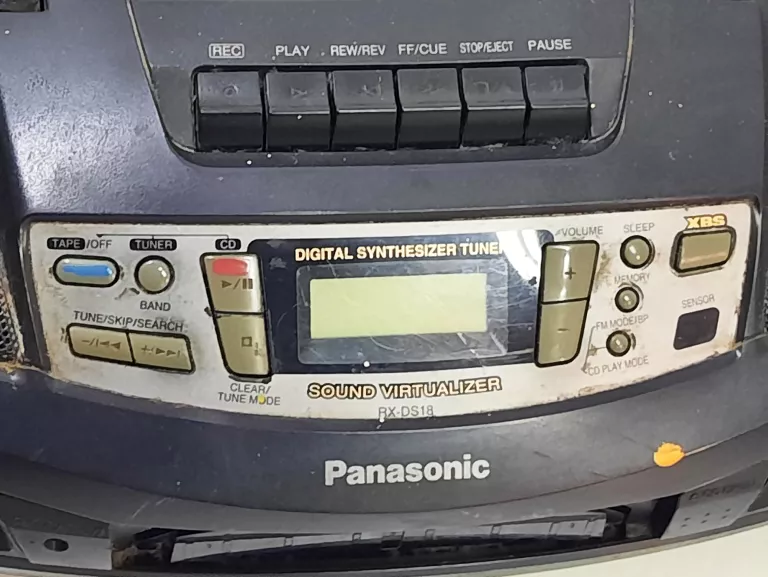 REC PLAY REW/REV FF/CUE STOP/EJECT PAUSE
TAPE/OFF TUNER CD
DIGITAL SYNTHESIZER TUNER
VOLUME SLEEP XBS
BAND
MEMORY
+
SENSOR
TUNE/SKIP/SEARCH
FM MODE/BP
−
CD PLAY MODE
CLEAR/
TUNE MODE
SOUND VIRTUALIZER
RX-DS18
Panasonic